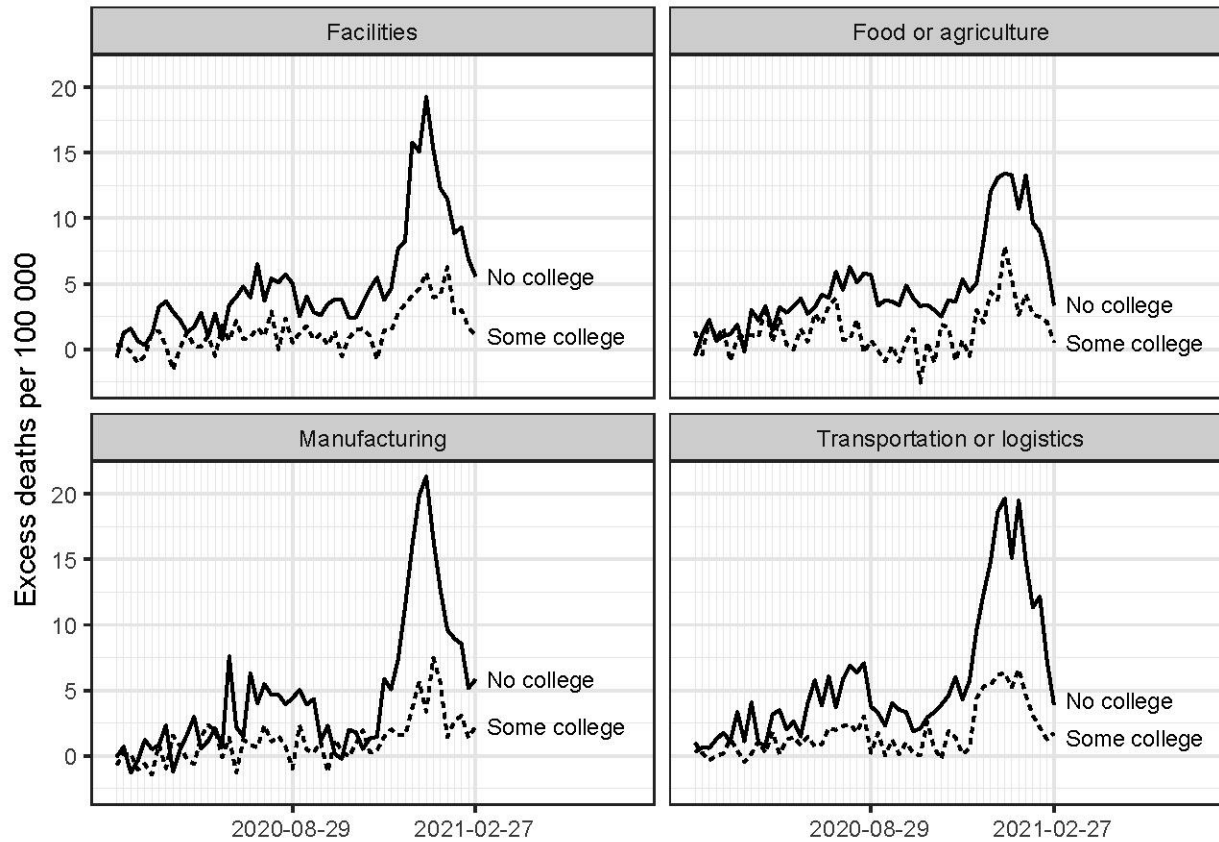 Facilities
Food or agriculture
20
15
10
5
0
No college
Some college
No college
Some college
Manufacturing
Transportation or logistics
20
15
10
5
0
No college
Some college
No college
Some college
2020-08-29
2021-02-27
2020-08-29
2021-02-27
Excess deaths per 100 000